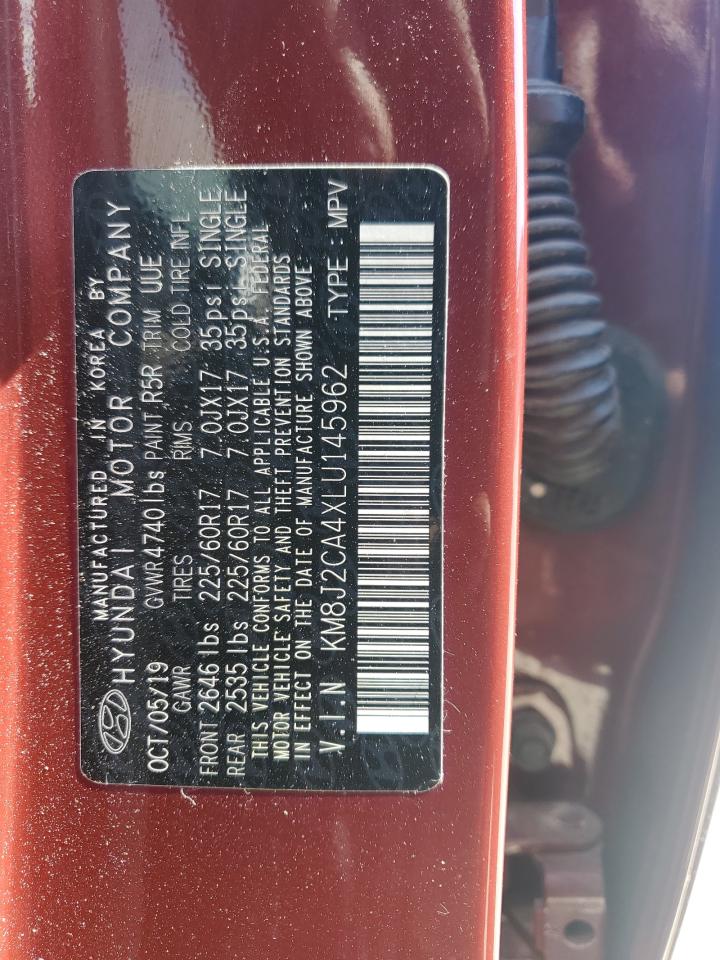 MANUFACTURED IN KOREA BY
HYUNDAI MOTOR COMPANY
OCT/05/19 GVWR4740lbs PAINT R5R TRIM UUE
GAWR TIRES RIMS COLD TIRE INFL
FRONT 2646lbs 225/60R17 7.0JX17 35psi SINGLE
REAR 2535lbs 225/60R17 7.0JX17 35psi SINGLE
THIS VEHICLE CONFORMS TO ALL APPLICABLE U.S.A. FEDERAL
MOTOR VEHICLE SAFETY AND THEFT PREVENTION STANDARDS
IN EFFECT ON THE DATE OF MANUFACTURE SHOWN ABOVE
V.I.N KM8J2CA4XLU145962 TYPE : MPV